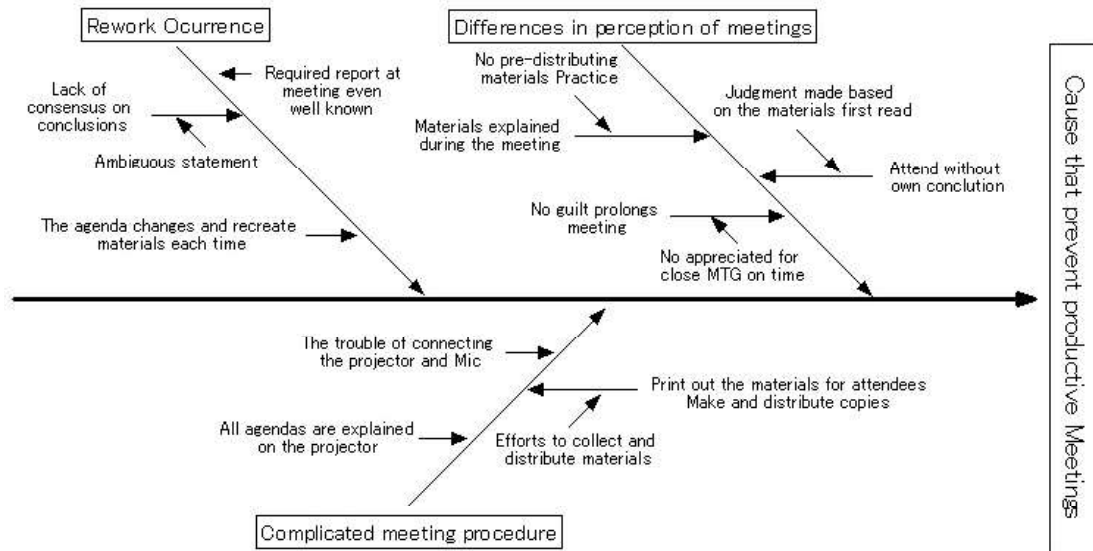 Rework Ocurrence
Required report at
meeting even
well known
Lack of
consensus on
conclusions
Ambiguous statement
The agenda changes and recreate
materials each time
Differences in perception of meetings
No pre-distributing
materials Practice
Materials explained
during the meeting
Judgment made based
on the materials first read
Attend without
own conclution
No guilt prolongs
meeting
No appreciated for
close MTG on time
The trouble of connecting
the projector and Mic
Print out the materials for attendees
Make and distribute copies
All agendas are explained
on the projector
Efforts to collect and
distribute materials
Complicated meeting procedure
Cause that prevent productive Meetings